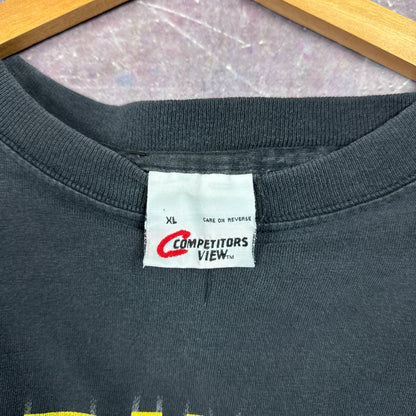 XL CARE ON REVERSE
COMPETITORS
VIEW™